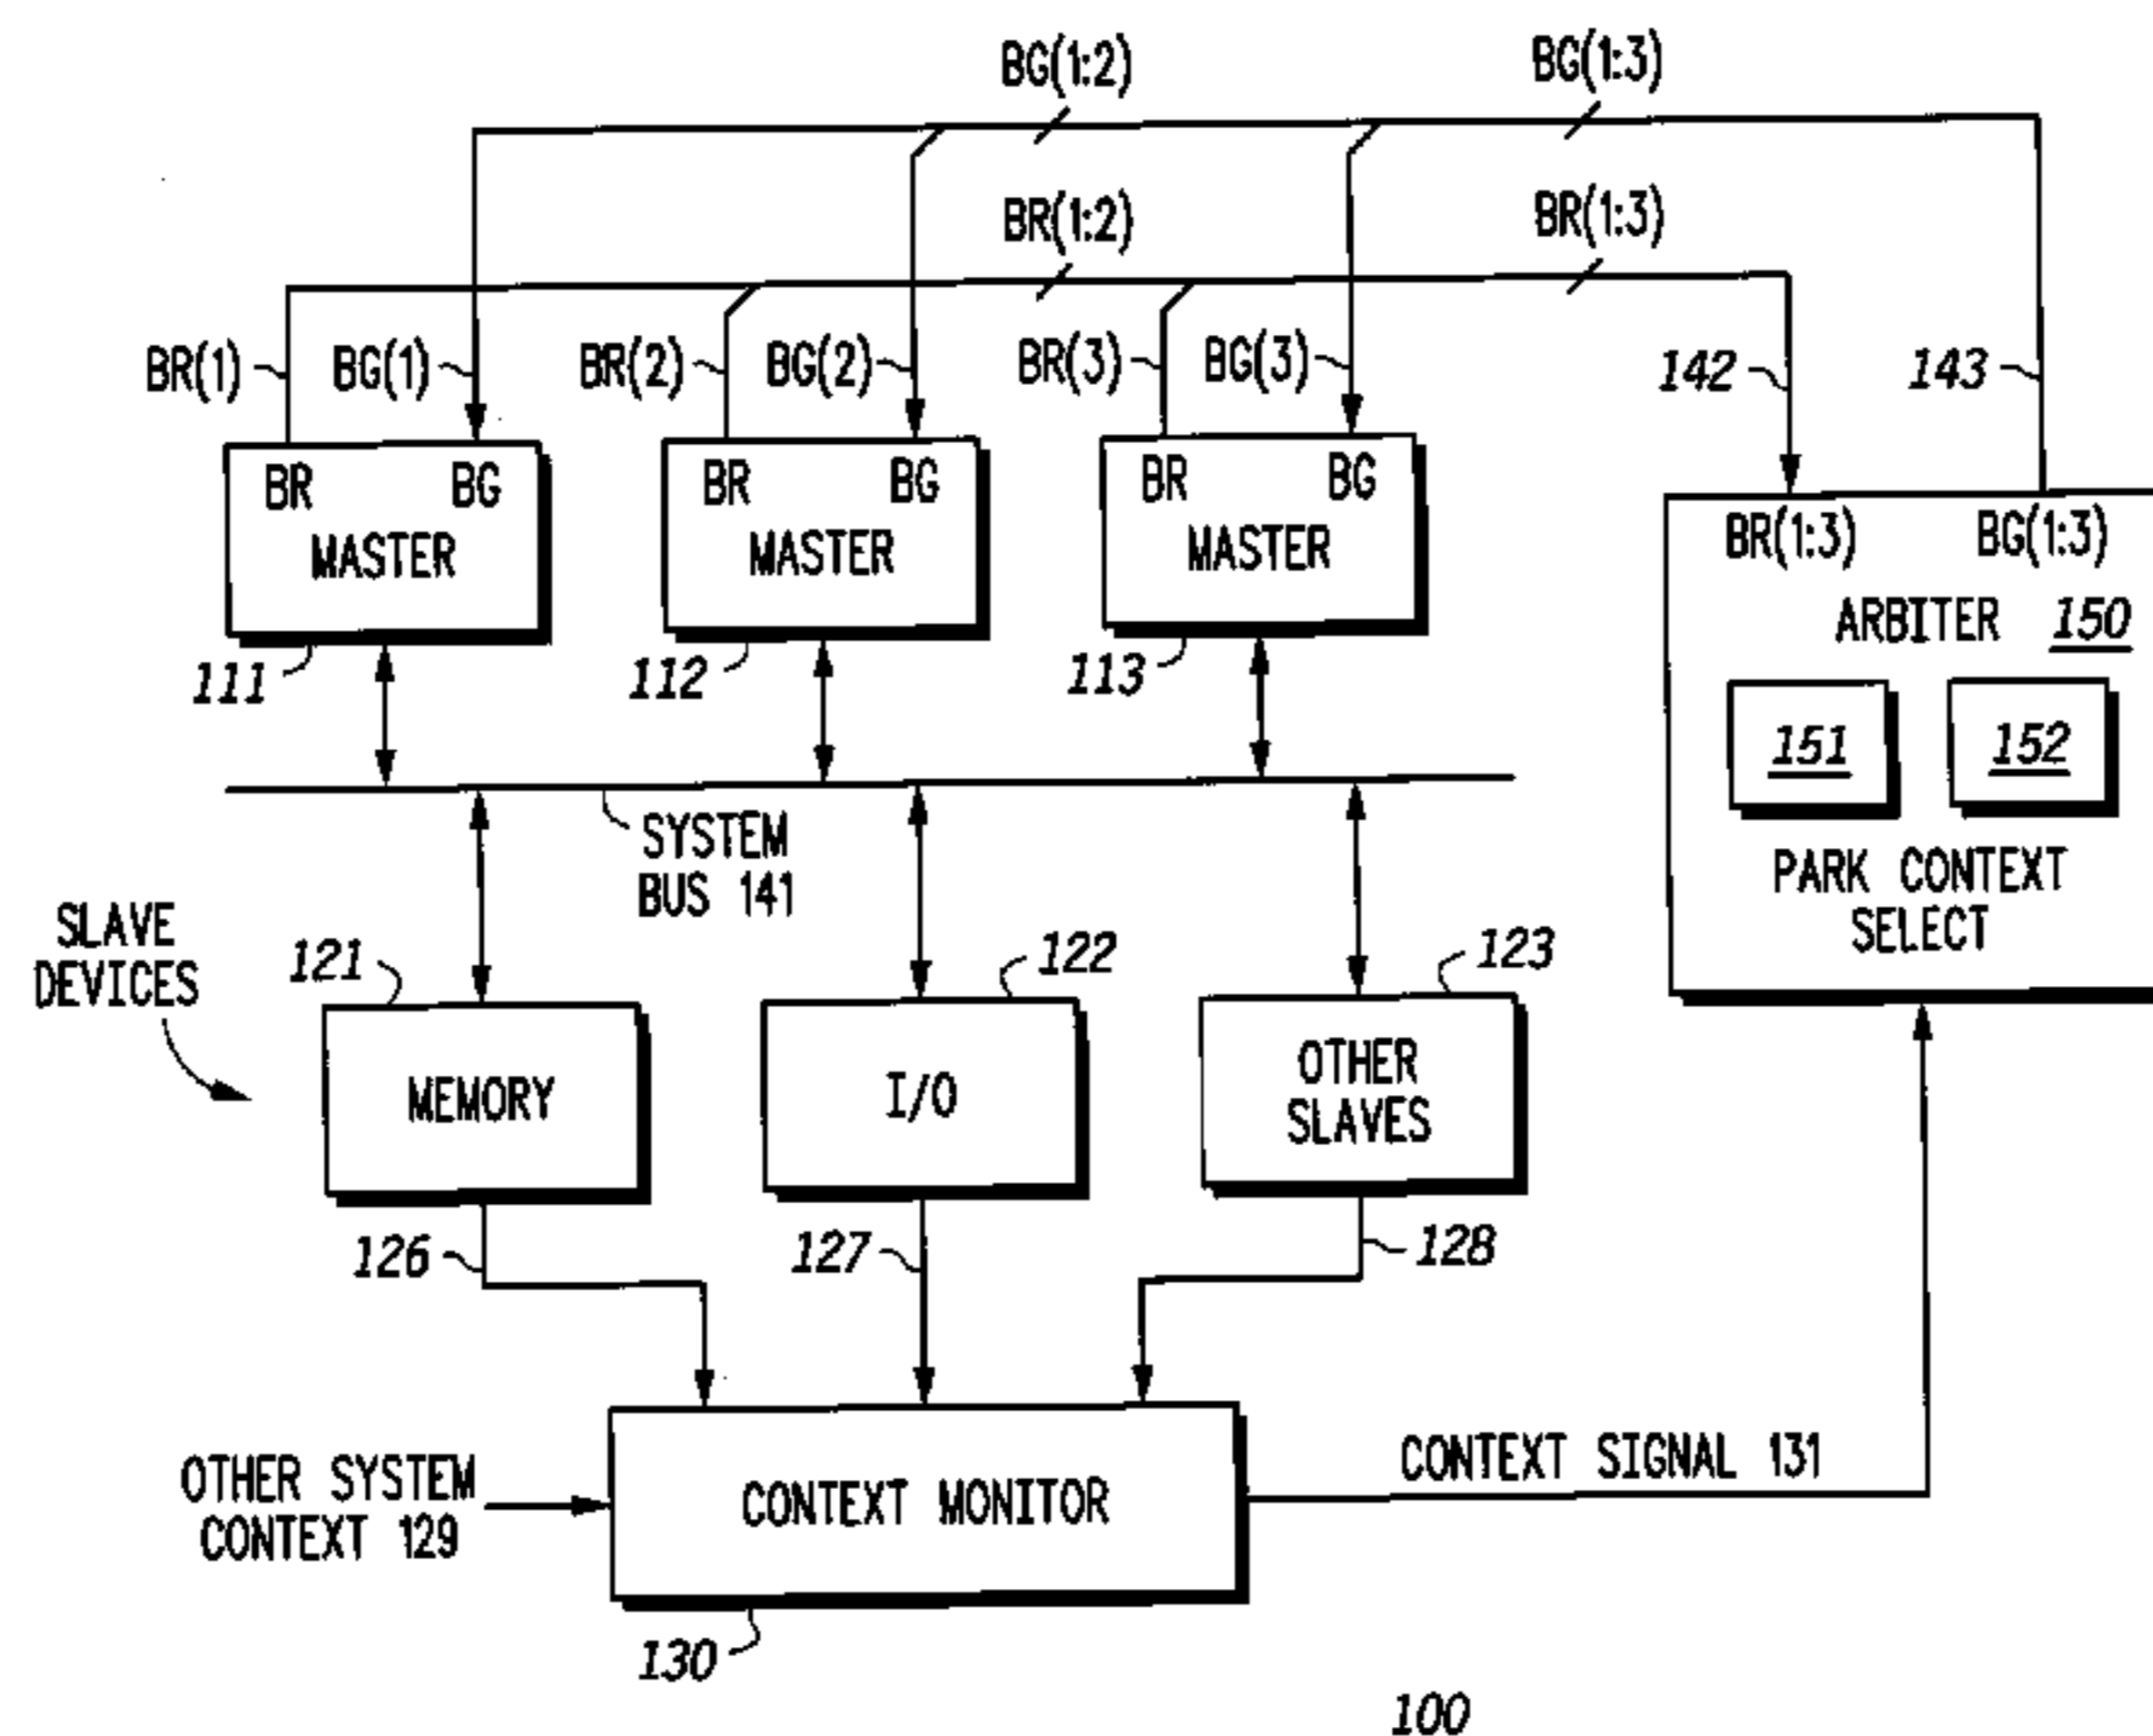 BG(1:2)
BG(1:3)
BR(1:2)
BR(1:3)
BR(1)
BG(1)
BR(2)
BG(2)
BR(3)
BG(3)
142
143
BR BG
MASTER
BR BG
MASTER
BR BG
MASTER
BR(1:3) BG(1:3)
ARBITER 150
151
152
PARK CONTEXT
SELECT
111
112
113
SYSTEM
BUS 141
SLAVE
DEVICES
121
122
123
MEMORY
I/O
OTHER
SLAVES
126
127
128
OTHER SYSTEM
CONTEXT 129
CONTEXT MONITOR
CONTEXT SIGNAL 131
130
100